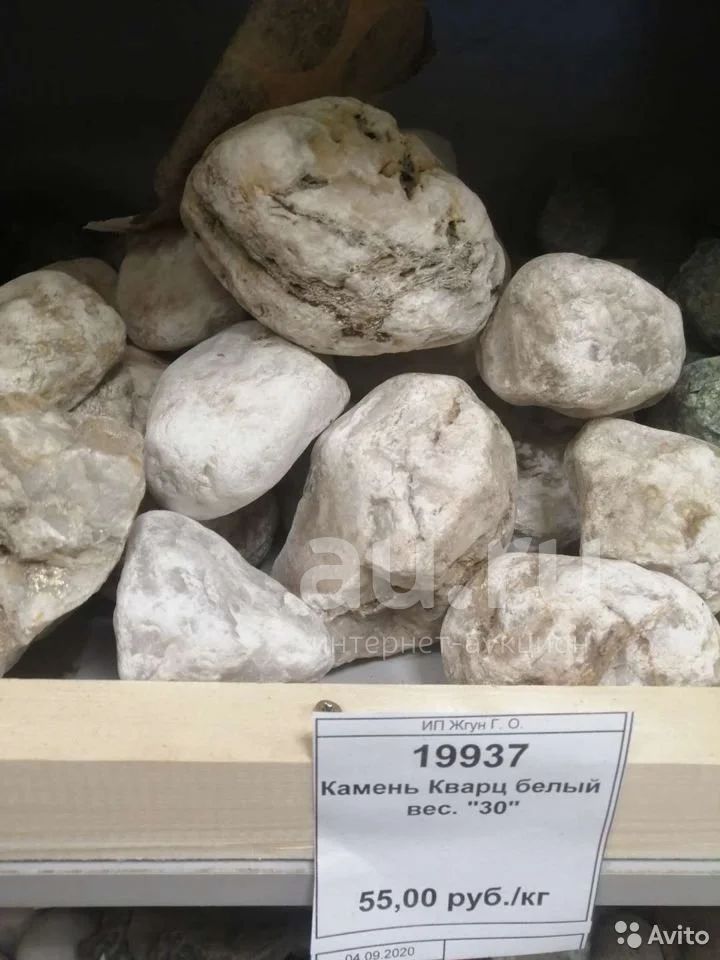 au.ru
интернет-аукцион
ИП Жгун Г. О.
19937
Камень Кварц белый
вес. "30"
55,00 руб./кг
04.09.2020
Avito